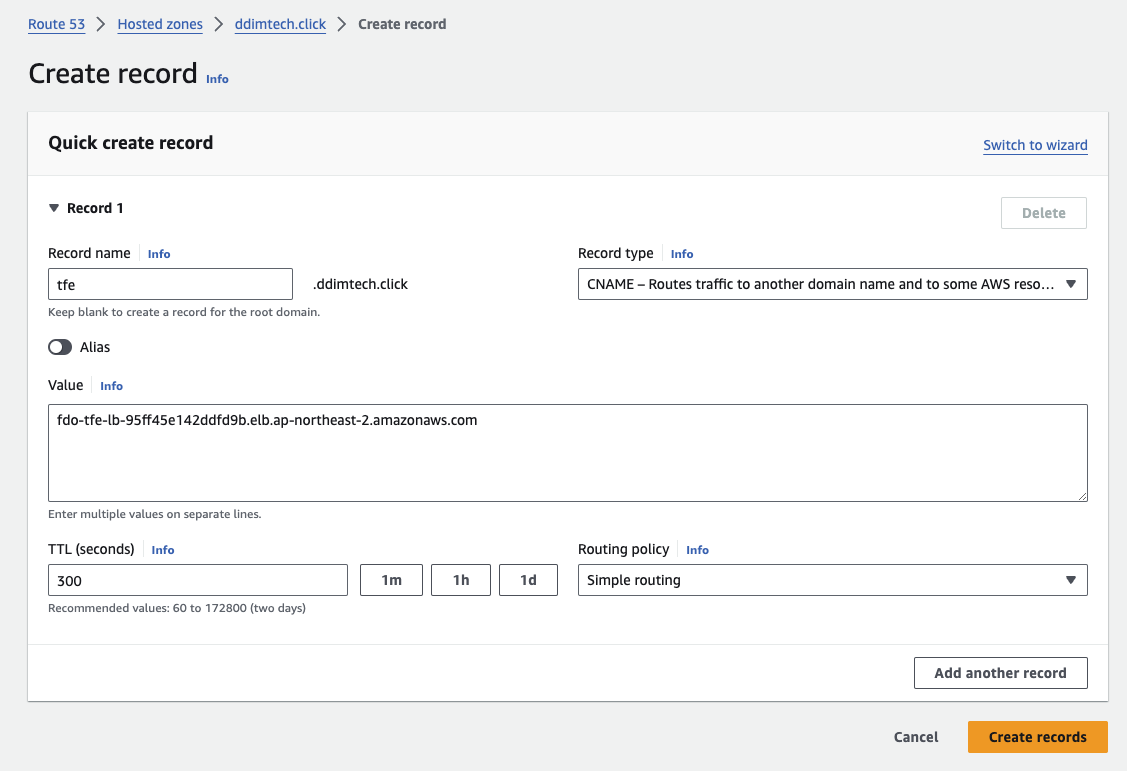 Route 53 > Hosted zones > ddimtech.click > Create record
Create record Info
Quick create record
Switch to wizard
Record 1
Delete
Record name Info
Record type Info
tfe
.ddimtech.click
CNAME – Routes traffic to another domain name and to some AWS reso...
Keep blank to create a record for the root domain.
Alias
Value Info
fdo-tfe-lb-95ff45e142ddfd9b.elb.ap-northeast-2.amazonaws.com
Enter multiple values on separate lines.
TTL (seconds) Info
Routing policy Info
300
1m
1h
1d
Simple routing
Recommended values: 60 to 172800 (two days)
Add another record
Cancel
Create records